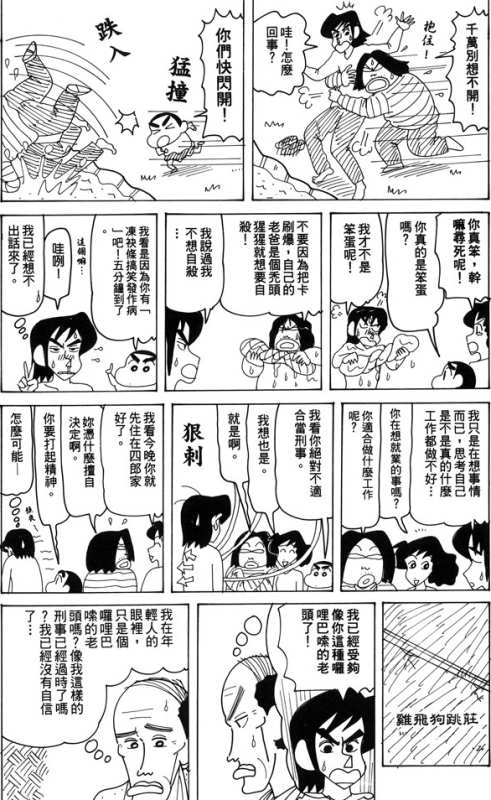 千萬別想不開！
抱住！
哇！怎麼
回事？
你們快閃開！
猛撞
跌入
你真笨，幹
嘛尋死呢！
你真的是笨蛋
我才不是
笨蛋呢！
不要因為把卡
刷爆，自己的
老爸是個禿頭
猩猩就想要自
殺！
我說過我
不想自殺
…
我看是因為你有「
凍袂條搞笑發作病
」吧！五分鐘到了
這個嘛…
哇咧！
我已經想不
出話來了。
我只是在想事情
而已，思考自己
是不是真的什麼
工作都做不好…
你在想就業的事嗎？
你適合做什麼工作
呢？
我看你絕對不適
合當刑事。
我想也是。
就是啊。
狠刺
我看今晚你就
先住在四郎家
好了。
妳憑什麼擅自
決定啊。
你要打起精神。
怎麼可能—
雞飛狗跳莊
我已經受夠
像你這種囉
哩巴嗦的老
頭了！
我在年
輕人的
眼裡，
只是個
囉哩巴
嗦的老
頭嗎？像我這樣的
刑事已經過時了嗎
？我已經沒有自信
了…